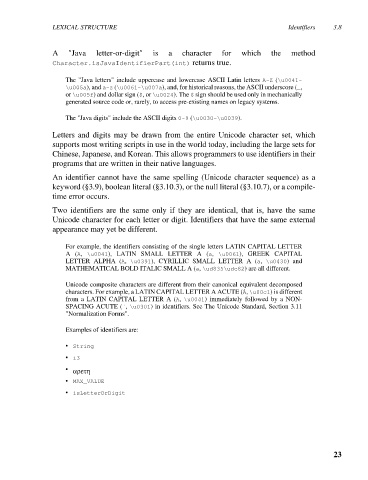 LEXICAL STRUCTURE Identifiers 3.8
A "Java letter-or-digit" is a character for which the method
Character.isJavaIdentifierPart(int) returns true.
The "Java letters" include uppercase and lowercase ASCII Latin letters A-Z (\u0041-
\u005a), and a-z (\u0061-\u007a), and, for historical reasons, the ASCII underscore (_,
or \u005f) and dollar sign ($, or \u0024). The $ sign should be used only in mechanically
generated source code or, rarely, to access pre-existing names on legacy systems.
The "Java digits" include the ASCII digits 0-9 (\u0030-\u0039).
Letters and digits may be drawn from the entire Unicode character set, which
supports most writing scripts in use in the world today, including the large sets for
Chinese, Japanese, and Korean. This allows programmers to use identifiers in their
programs that are written in their native languages.
An identifier cannot have the same spelling (Unicode character sequence) as a
keyword (§3.9), boolean literal (§3.10.3), or the null literal (§3.10.7), or a compile-
time error occurs.
Two identifiers are the same only if they are identical, that is, have the same
Unicode character for each letter or digit. Identifiers that have the same external
appearance may yet be different.
For example, the identifiers consisting of the single letters LATIN CAPITAL LETTER
A (A, \u0041), LATIN SMALL LETTER A (a, \u0061), GREEK CAPITAL
LETTER ALPHA (Α, \u0391), CYRILLIC SMALL LETTER A (а, \u0430) and
MATHEMATICAL BOLD ITALIC SMALL A (a, \ud835\udc82) are all different.
Unicode composite characters are different from their canonical equivalent decomposed
characters. For example, a LATIN CAPITAL LETTER A ACUTE (Á, \u00c1) is different
from a LATIN CAPITAL LETTER A (A, \u0041) immediately followed by a NON-
SPACING ACUTE (´, \u0301) in identifiers. See The Unicode Standard, Section 3.11
"Normalization Forms".
Examples of identifiers are:
• String
• i3
• αρετη
• MAX_VALUE
• isLetterOrDigit
23